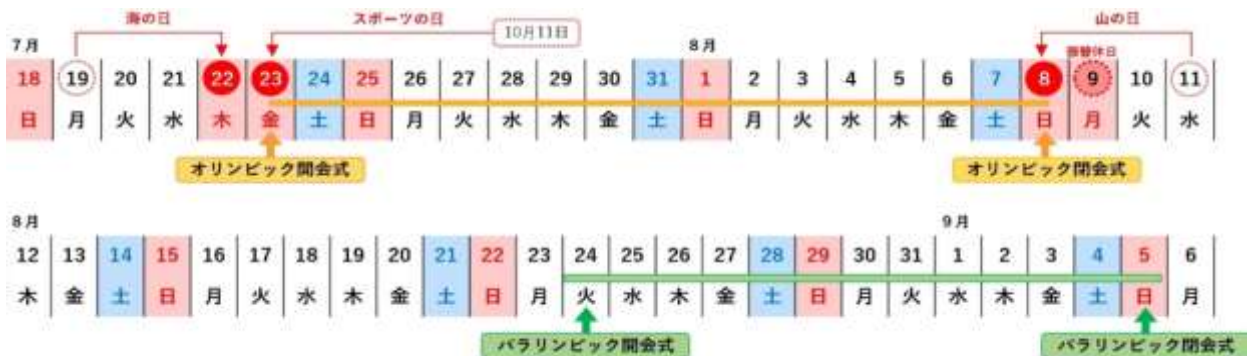 海の日 スポーツの日 10月11日 山の日
7月 8月 振替休日
18 19 20 21 22 23 24 25 26 27 28 29 30 31 1 2 3 4 5 6 7 8 9 10 11
日 月 火 水 木 金 土 日 月 火 水 木 金 土 日 月 火 水 木 金 土 日 月 火 水
オリンピック開会式 オリンピック閉会式
8月 9月
12 13 14 15 16 17 18 19 20 21 22 23 24 25 26 27 28 29 30 31 1 2 3 4 5 6
木 金 土 日 月 火 水 木 金 土 日 月 火 水 木 金 土 日 月 火 水 木 金 土 日 月
パラリンピック開会式 パラリンピック閉会式